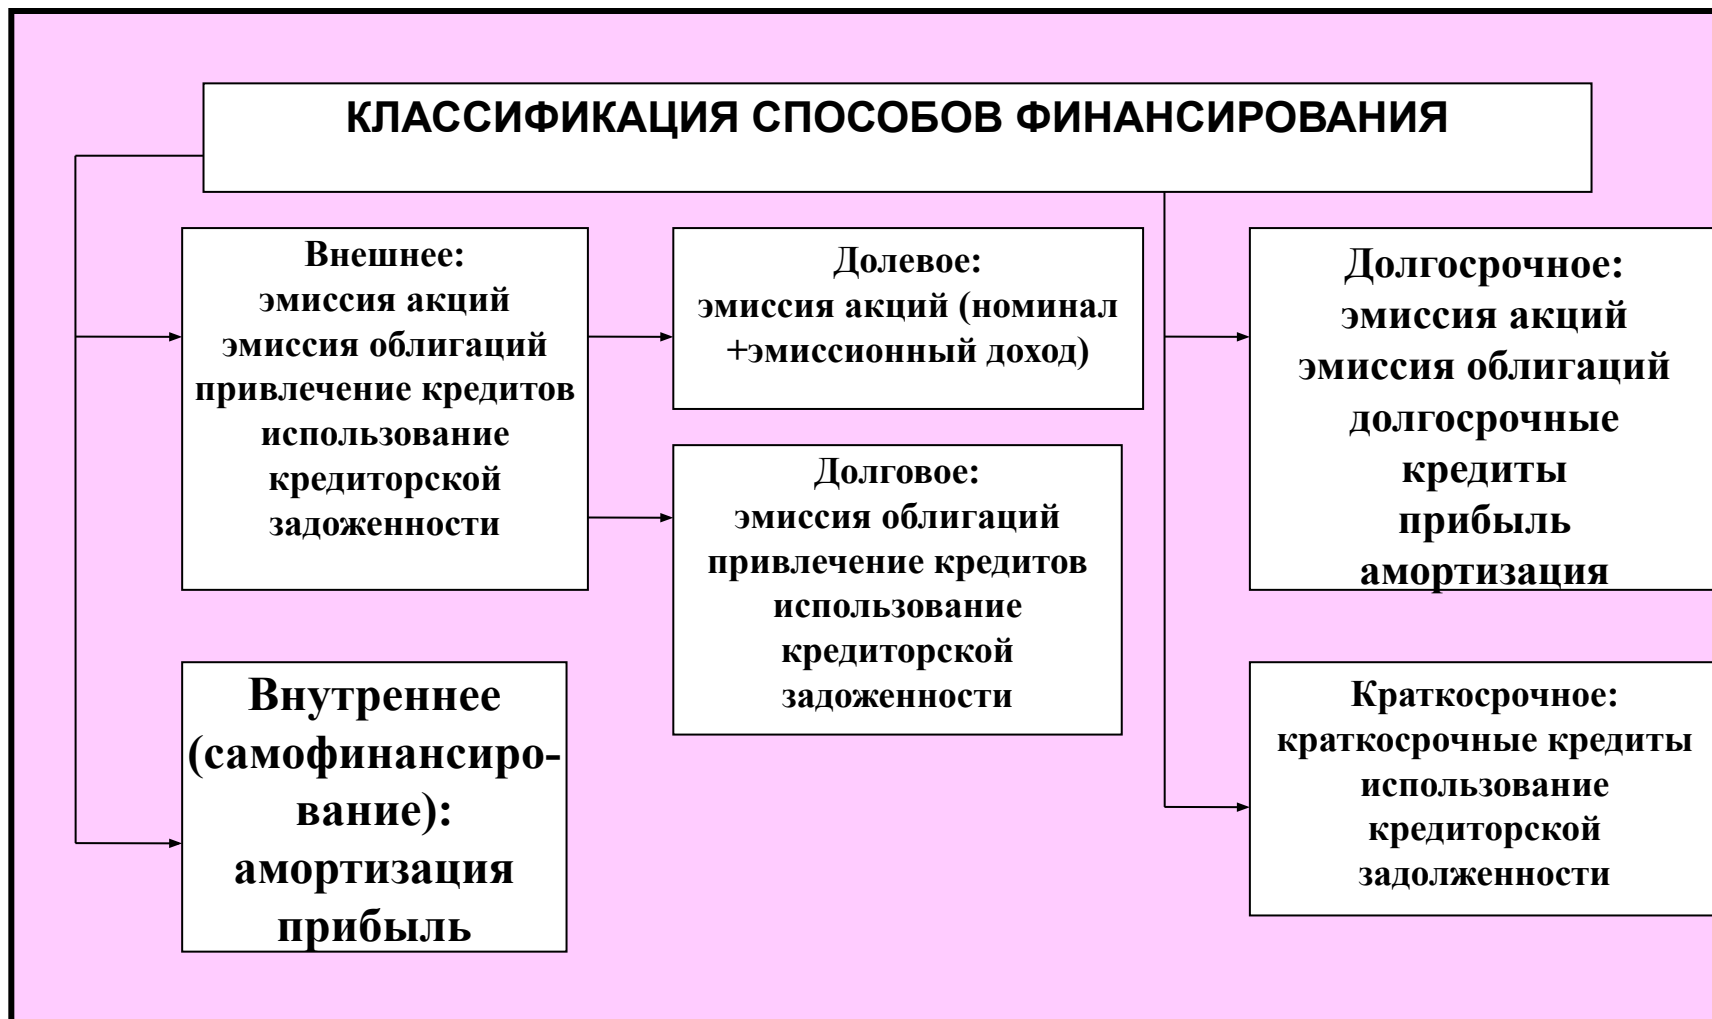 КЛАССИФИКАЦИЯ СПОСОБОВ ФИНАНСИРОВАНИЯ
Внешнее:
эмиссия акций
эмиссия облигаций
привлечение кредитов
использование
кредиторской
задоженности
Долевое:
эмиссия акций (номинал
+эмиссионный доход)
Долговое:
эмиссия облигаций
привлечение кредитов
использование
кредиторской
задоженности
Долгосрочное:
эмиссия акций
эмиссия облигаций
долгосрочные
кредиты
прибыль
амортизация
Внутреннее
(самофинансиро-
вание):
амортизация
прибыль
Краткосрочное:
краткосрочные кредиты
использование
кредиторской
задолженности